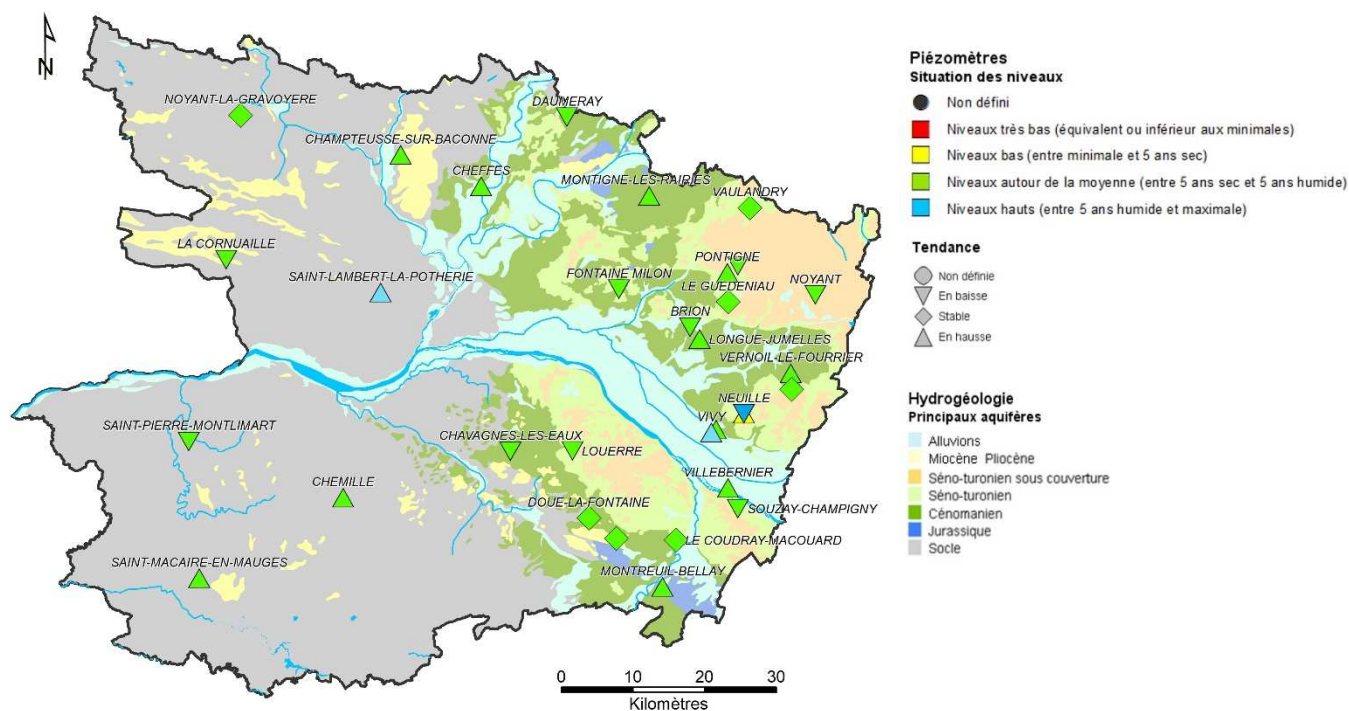 N
NOYANT-LA-GRAVOYERE
DAUMERAY
CHAMPTEUSSE-SUR-BACONNE
CHEFFES
MONTIGNE-LES-RAIRIES
VAULANDRY
LA CORNUAILLE
SAINT-LAMBERT-LA-POTHERIE
FONTAINE MILON
PONTIGNE
LE GUEDENIAU
NOYANT
BRION
LONGUE-JUMELLES
VERNOIL-LE-FOURRIER
NEUILLE
VIVY
SAINT-PIERRE-MONTLIMART
CHAVAGNES-LES-EAUX
LOUERRE
VILLEBERNIER
CHEMILLE
DOUE-LA-FONTAINE
SOUZAY-CHAMPIGNY
LE COUDRAY-MACOUARD
SAINT-MACAIRE-EN-MAUGES
MONTREUIL-BELLAY
0 10 20 30
Kilomètres
Piézomètres
Situation des niveaux
Non défini
Niveaux très bas (équivalent ou inférieur aux minimales)
Niveaux bas (entre minimale et 5 ans sec)
Niveaux autour de la moyenne (entre 5 ans sec et 5 ans humide)
Niveaux hauts (entre 5 ans humide et maximale)
Tendance
Non définie
En baisse
Stable
En hausse
Hydrogéologie
Principaux aquifères
Alluvions
Miocène Pliocène
Séno-turonien sous couverture
Séno-turonien
Cénomanien
Jurassique
Socle